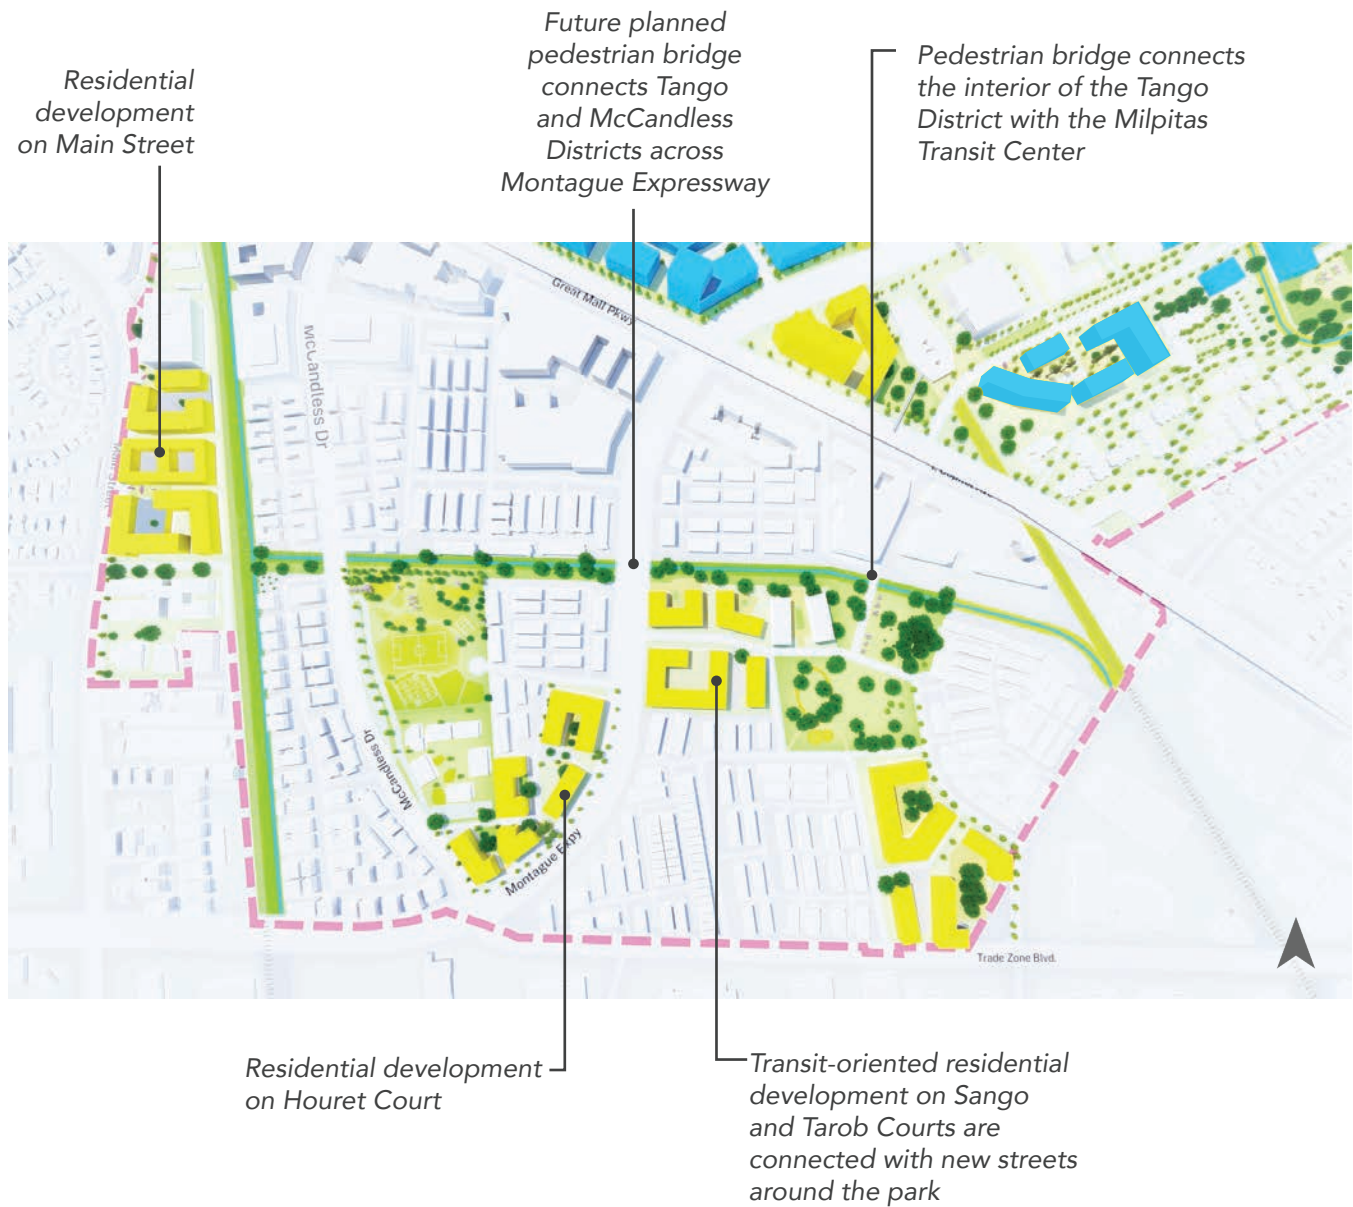 Future planned
pedestrian bridge
connects Tango
and McCandless
Districts across
Montague Expressway
Residential
development
on Main Street
Pedestrian bridge connects
the interior of the Tango
District with the Milpitas
Transit Center
Great Mall Pkwy
McCandless Dr
McCandless Dr
Montague Expy
Trade Zone Blvd.
Residential development
on Houret Court
Transit-oriented residential
development on Sango
and Tarob Courts are
connected with new streets
around the park